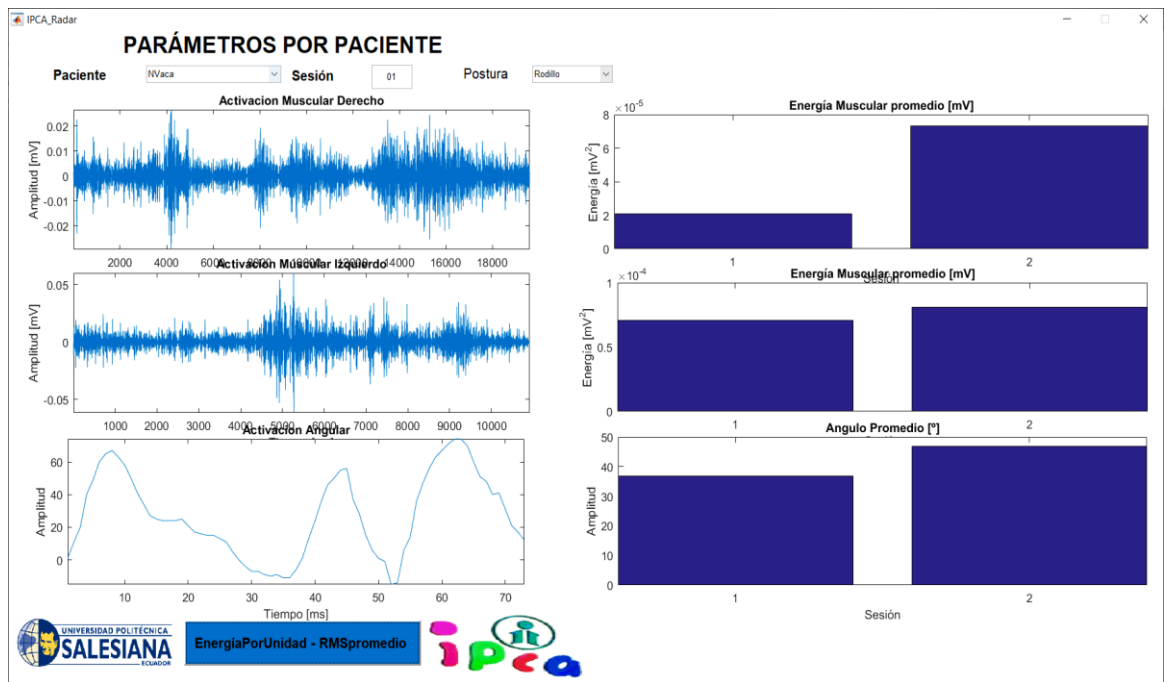 IPCA_Radar
PARÁMETROS POR PACIENTE
Paciente
NVaca
Sesión
01
Postura
Rodillo
Activacion Muscular Derecho
Amplitud [mV]
0.02
0.01
0
-0.01
-0.02
2000 4000 6000 8000 10000 12000 14000 16000 18000
Activacion Muscular Izquierdo
Amplitud [mV]
0.05
0
-0.05
1000 2000 3000 4000 5000 6000 7000 8000 9000 10000
Activacion Angular
Amplitud
60
40
20
0
10 20 30 40 50 60 70
Tiempo [ms]
Energía Muscular promedio [mV]
×10-5
Energía [mV2]
8
6
4
2
0
1 2
Sesión
Energía Muscular promedio [mV]
×10-4
Energía [mV2]
1
0.5
0
1 2
Angulo Promedio [º]
Amplitud
50
40
30
20
10
0
1 2
Sesión
UNIVERSIDAD POLITÉCNICA
SALESIANA
ECUADOR
EnergíaPorUnidad - RMSpromedio
ipca